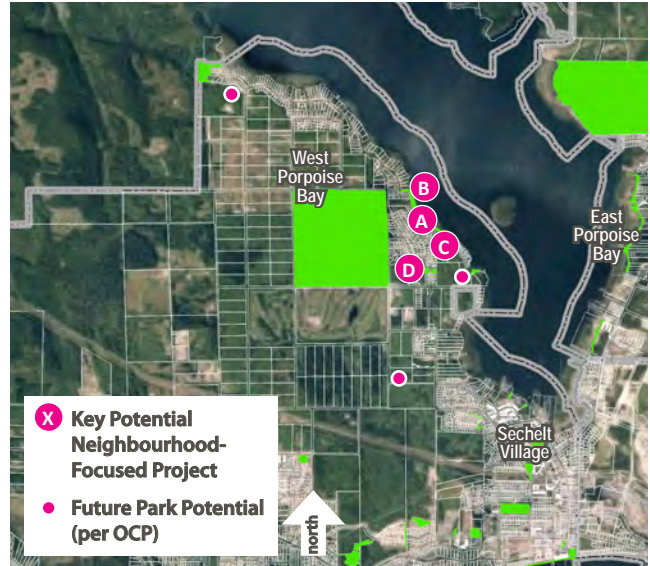 West
Porpoise
Bay
B
A
C
D
East
Porpoise
Bay
Sechelt
Village
X Key Potential
Neighbourhood-
Focused Project
Future Park Potential
(per OCP)
north